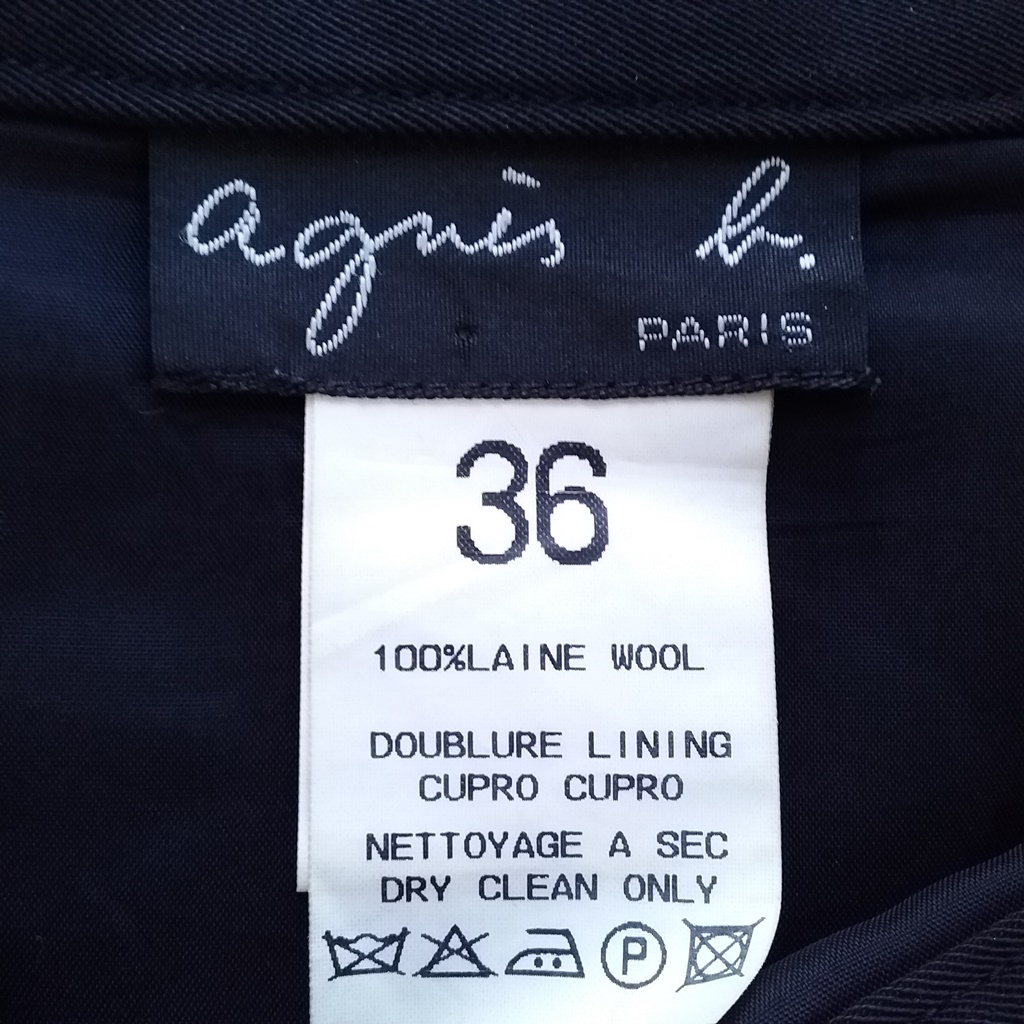 agnès b.
PARIS
36
100%LAINE WOOL
DOUBLURE LINING
CUPRO CUPRO
NETTOYAGE A SEC
DRY CLEAN ONLY
P